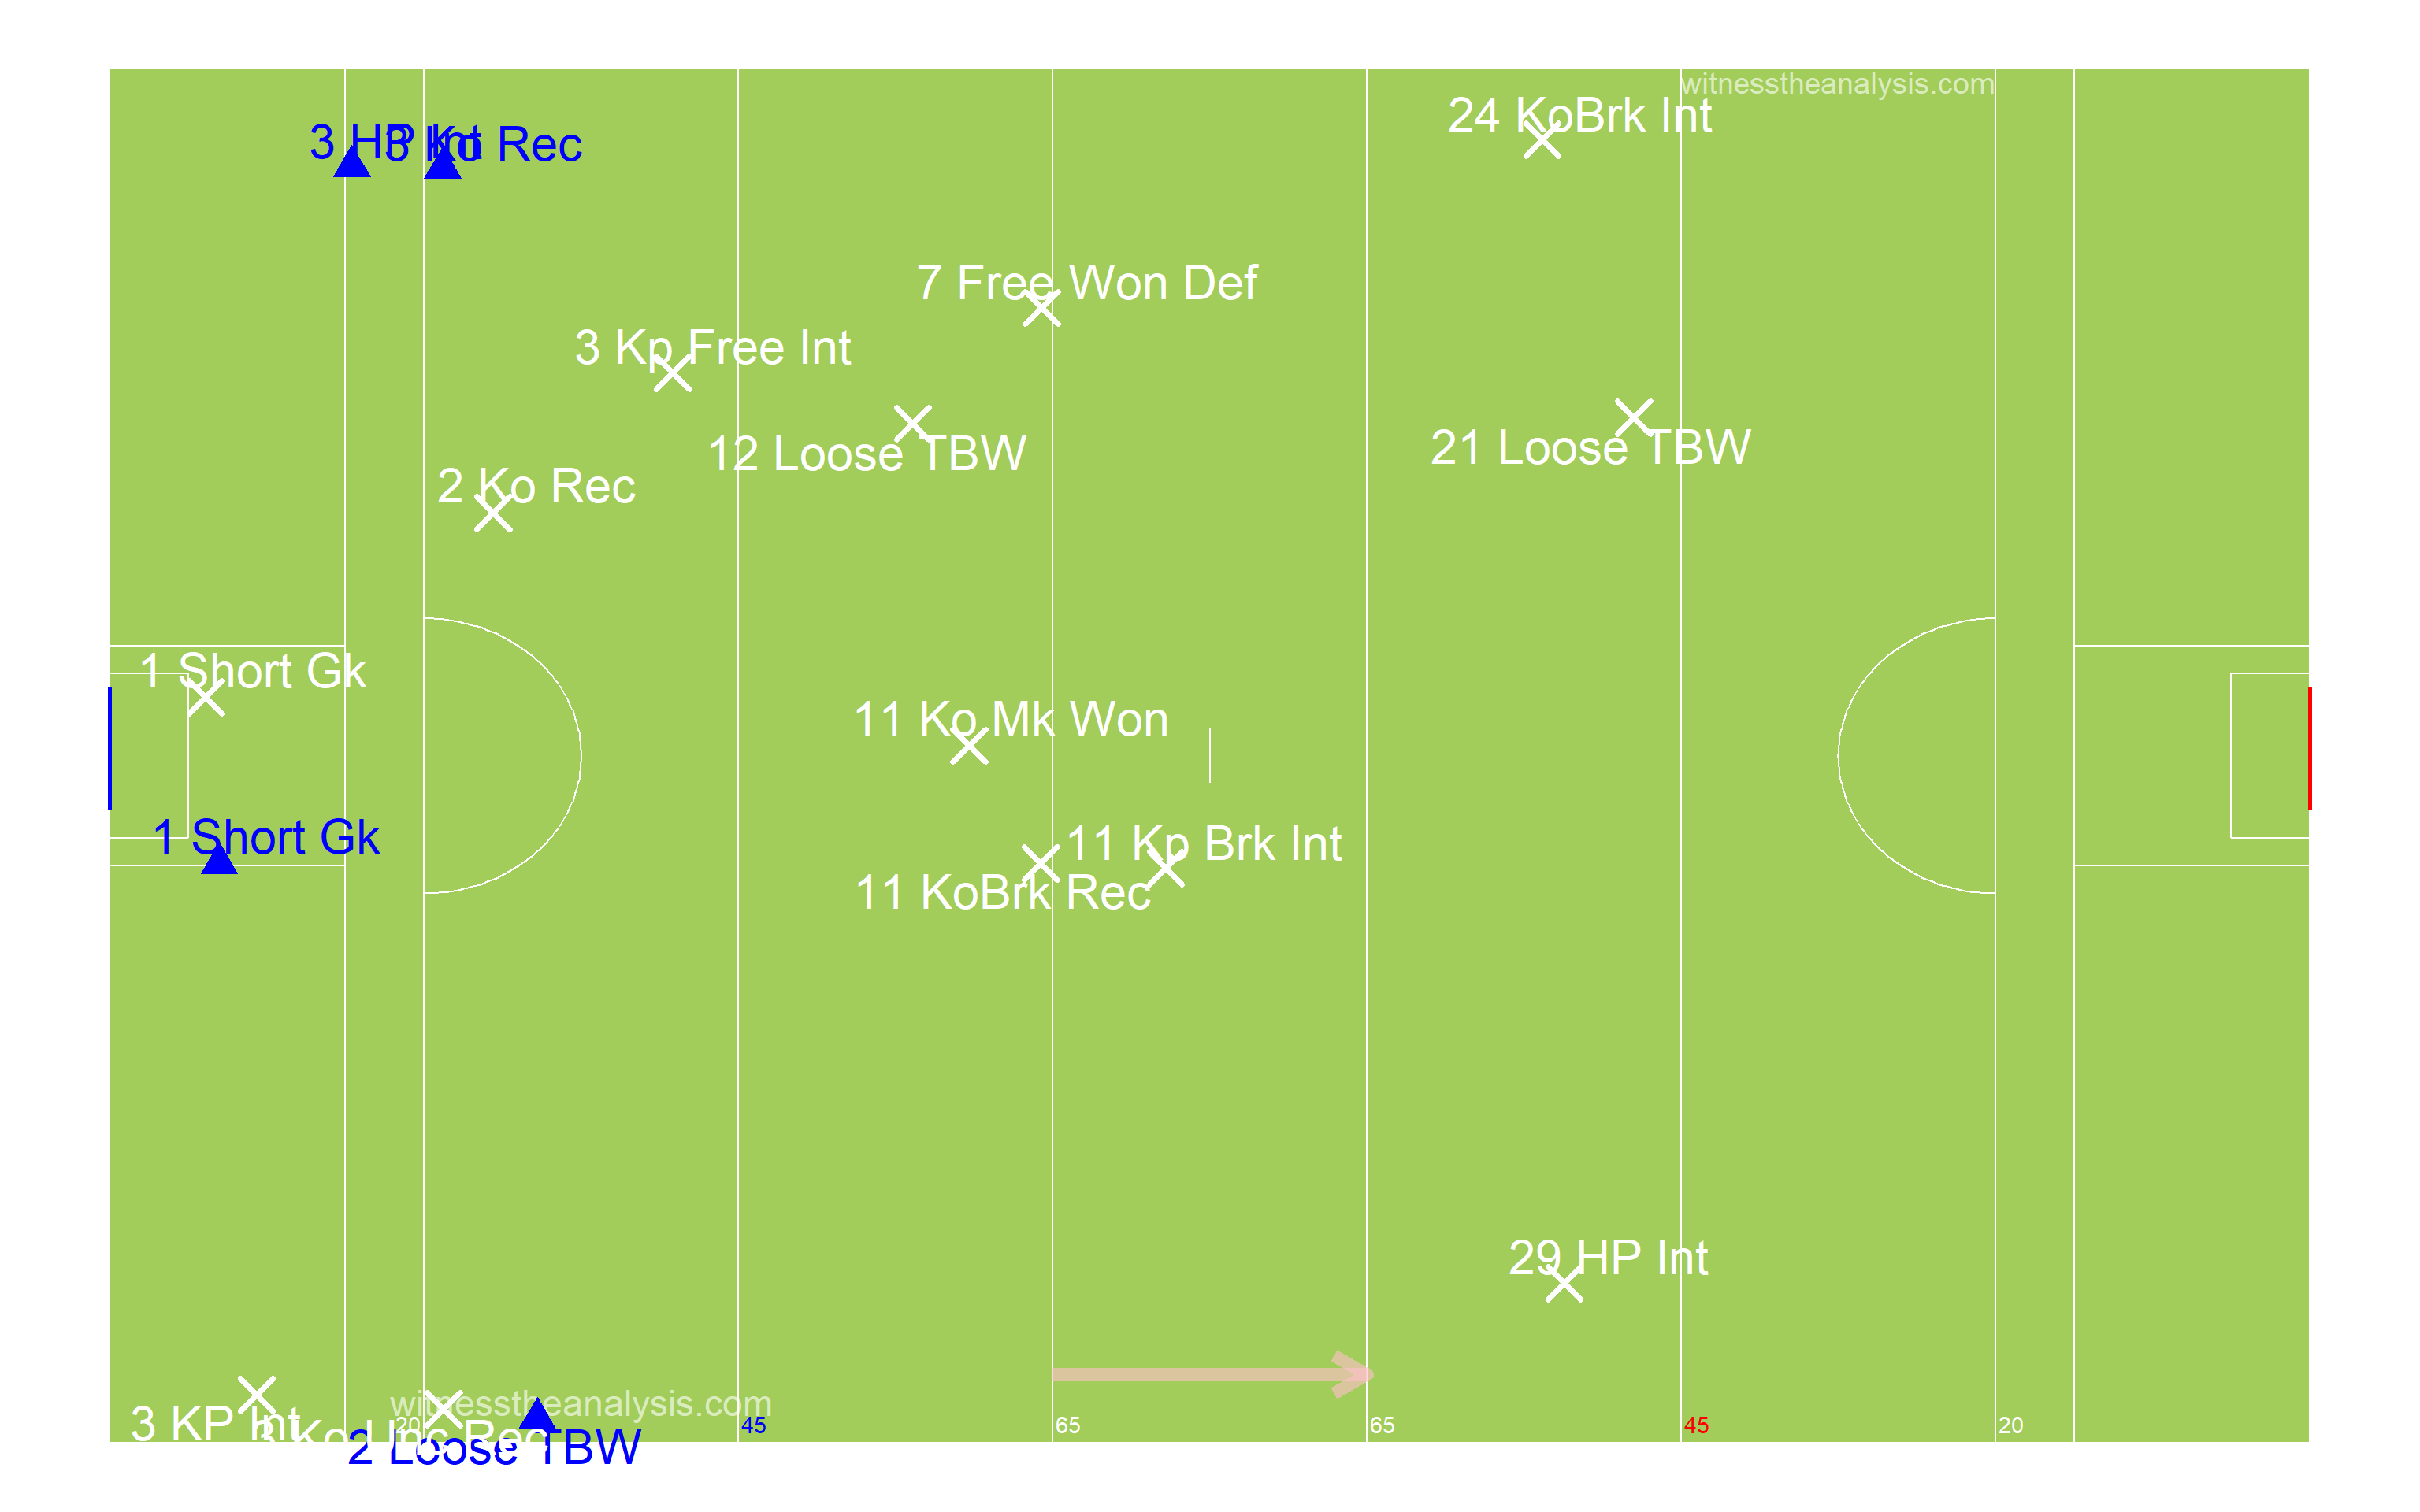 witnesstheanalysis.com
24 KoBrk Int
3 HP Int
3 Ko Rec
7 Free Won Def
3 Kp Free Int
12 Loose TBW
21 Loose TBW
2 Ko Rec
1 Short Gk
11 Ko Mk Won
1 Short Gk
11 Kp Brk Int
11 KoBrk Rec
29 HP Int
witnesstheanalysis.com
3 KP Int
3 Ko Unc Rec
2 Loose TBW
20
45
65
65
45
20